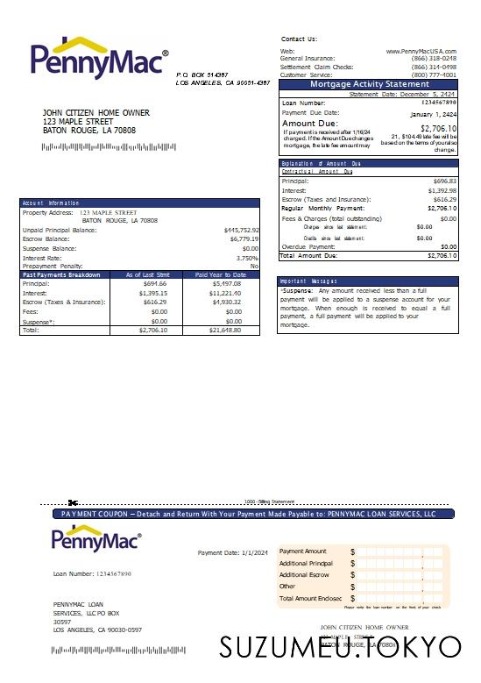 PennyMac®
P.O. BOX 514387
LOS ANGELES, CA 90051-4387
Contact Us:
Web: www.PennyMacUSA.com
General Insurance: (866) 318-0248
Settlement Claim Checks: (866) 314-0498
Customer Service: (800) 777-4001
Mortgage Activity Statement
Statement Date: December 5, 2424
Loan Number: 1234567890
Payment Due Date: January 1, 2424
Amount Due: $2,706.10
If payment is received after 1/16/24
charged. If the Amount Due changes
mortgage, the late fee amount may
21, $104.48 late fee will be
based on the terms of your
change.
JOHN CITIZEN HOME OWNER
123 MAPLE STREET
BATON ROUGE, LA 70808
Explanation of Amount Due
Contractual Amount Due
Principal: $696.83
Interest: $1,392.98
Escrow (Taxes and Insurance): $616.29
Regular Monthly Payment: $2,706.10
Fees & Charges (total outstanding) $0.00
Charges since last statement: $0.00
Credits since last statement: $0.00
Overdue Payment: $0.00
Total Amount Due: $2,706.10
Account Information
Property Address: 123 MAPLE STREET
BATON ROUGE, LA 70808
Unpaid Principal Balance: $445,752.92
Escrow Balance: $6,779.19
Suspense Balance: $0.00
Interest Rate: 3.750%
Prepayment Penalty: No
Past Payments Breakdown As of Last Stmt Paid Year to Date
Principal: $694.66 $5,497.08
Interest: $1,395.15 $11,221.40
Escrow (Taxes & Insurance): $616.29 $4,930.32
Fees: $0.00 $0.00
Suspense*: $0.00 $0.00
Total: $2,706.10 $21,648.80
Important Messages
*Suspense: Any amount received less than a full
payment will be applied to a suspense account for your
mortgage. When enough is received to equal a full
payment, a full payment will be applied to your
mortgage.
PAYMENT COUPON — Detach and Return With Your Payment Made Payable to: PENNYMAC LOAN SERVICES, LLC
PennyMac®
Payment Date: 1/1/2024
Loan Number: 1234567890
Payment Amount $
Additional Principal $
Additional Escrow $
Other $
Total Amount Enclosed $
Please write the loan number on the front of your check
PENNYMAC LOAN
SERVICES, LLC PO BOX
30597
LOS ANGELES, CA 90030-0597
JOHN CITIZEN HOME OWNER
MAPLE STREET
BATON ROUGE, LA 70808
SUZUMEU.TOKYO